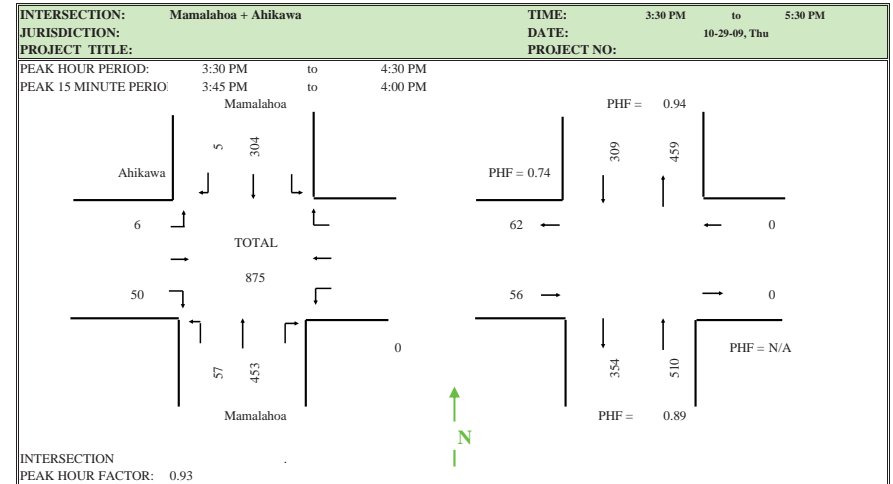 INTERSECTION: Mamalahoa + Ahikawa TIME: 3:30 PM to 5:30 PM
JURISDICTION: DATE: 10-29-09, Thu
PROJECT TITLE: PROJECT NO:
PEAK HOUR PERIOD: 3:30 PM to 4:30 PM
PEAK 15 MINUTE PERIO 3:45 PM to 4:00 PM
Mamalahoa PHF = 0.94
5 304 309 459
Ahikawa PHF = 0.74
6 62 0
TOTAL
875
50 56 0
0 PHF = N/A
57 453 354 510
Mamalahoa PHF = 0.89
N
INTERSECTION .
PEAK HOUR FACTOR: 0.93